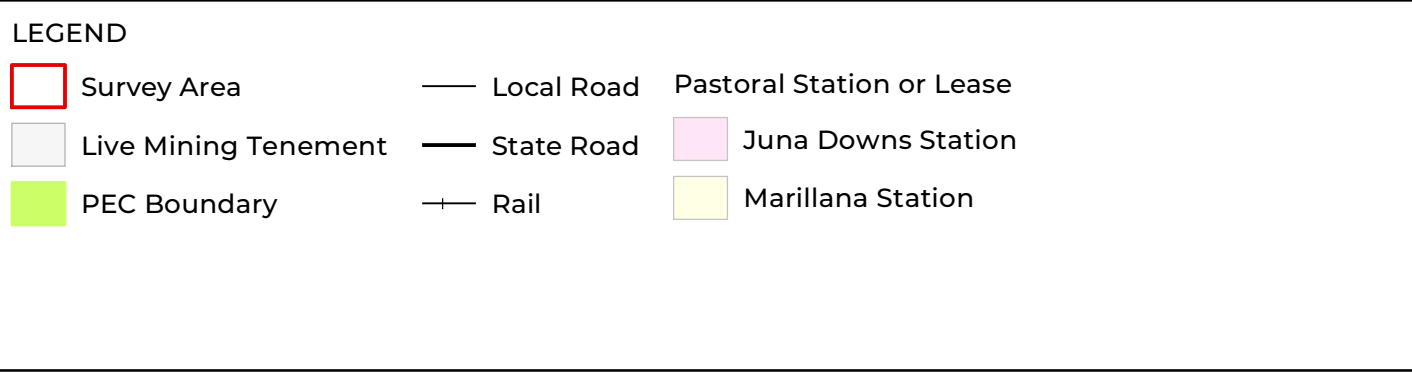 LEGEND
Survey Area
Live Mining Tenement
PEC Boundary
Local Road
State Road
Rail
Pastoral Station or Lease
Juna Downs Station
Marillana Station